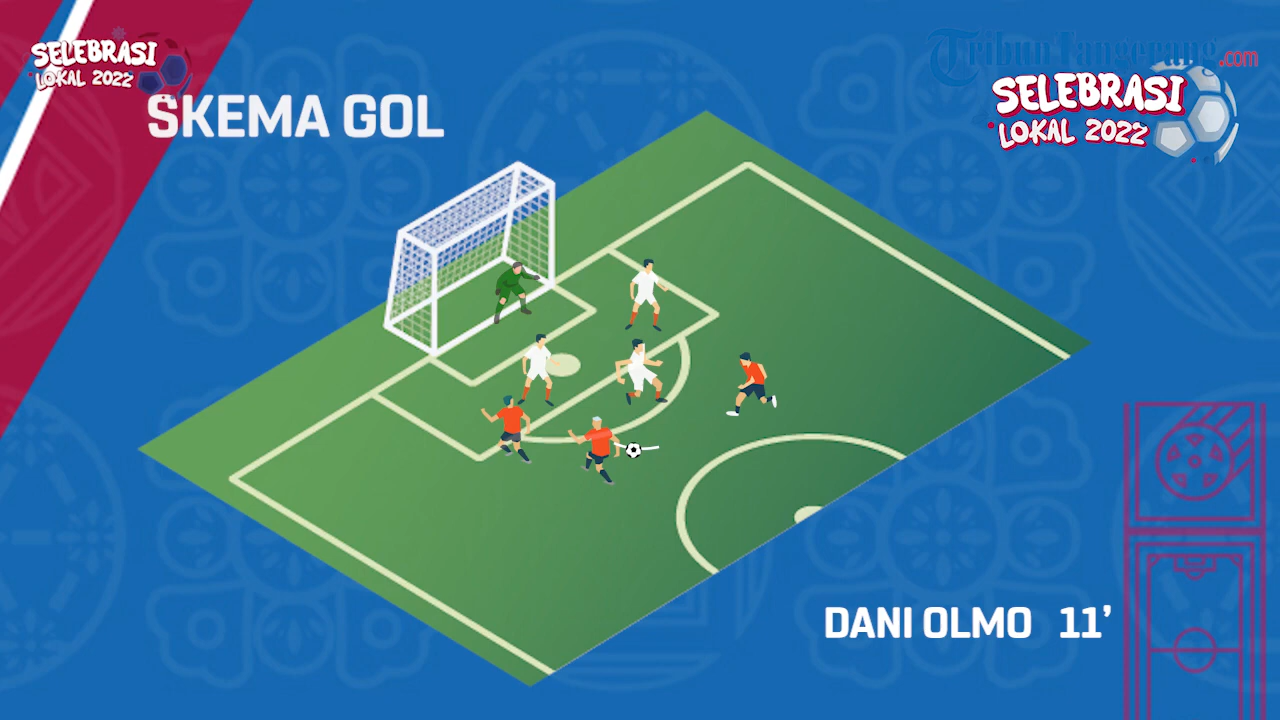 SELEBRASI
LOKAL 2022
SKEMA GOL
TribunTangerang.com
SELEBRASI
LOKAL 2022
DANI OLMO 11’